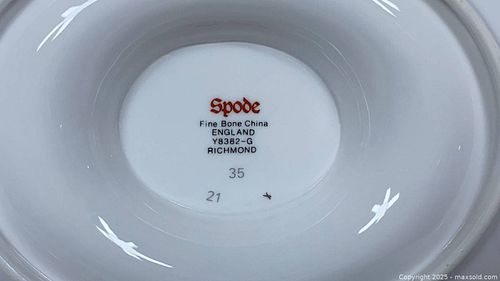 Spode
Fine Bone China
ENGLAND
Y8382-G
RICHMOND
35
21
Copyright 2025 - maxsold.com